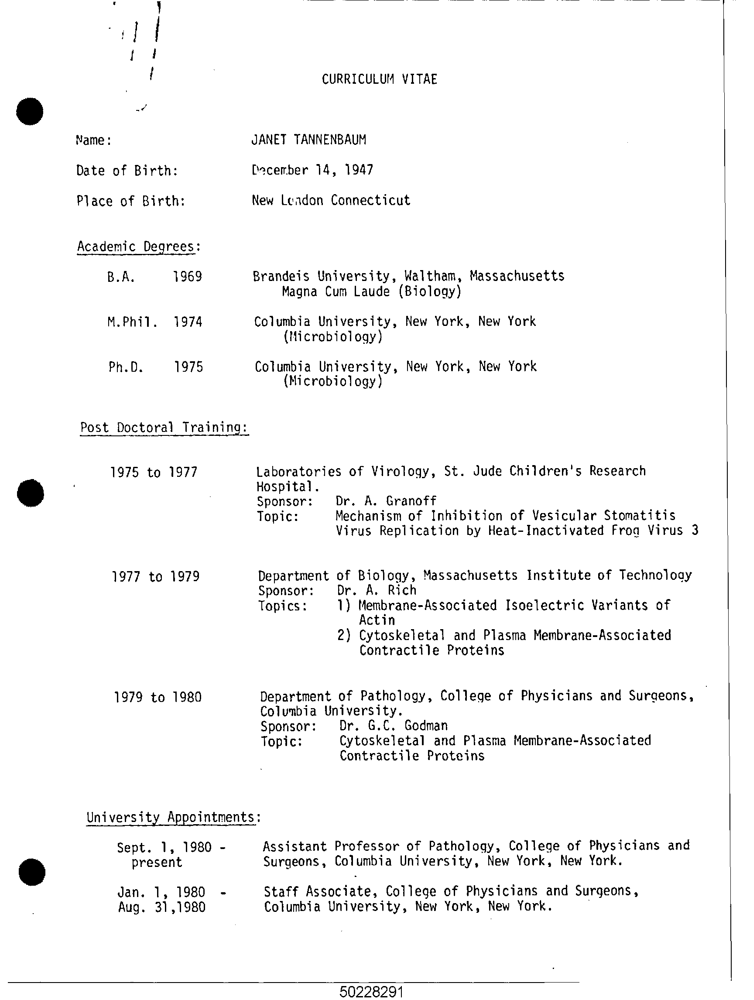 CURRICULUM VITAE
Name: JANET TANNENBAUM
Date of Birth: December 14, 1947
Place of Birth: New London Connecticut
Academic Degrees:
B.A. 1969 Brandeis University, Waltham, Massachusetts
Magna Cum Laude (Biology)
M.Phil. 1974 Columbia University, New York, New York
(Microbiology)
Ph.D. 1975 Columbia University, New York, New York
(Microbiology)
Post Doctoral Training:
1975 to 1977 Laboratories of Virology, St. Jude Children's Research
Hospital.
Sponsor: Dr. A. Granoff
Topic: Mechanism of Inhibition of Vesicular Stomatitis
Virus Replication by Heat-Inactivated Frog Virus 3
1977 to 1979 Department of Biology, Massachusetts Institute of Technology
Sponsor: Dr. A. Rich
Topics: 1) Membrane-Associated Isoelectric Variants of
Actin
2) Cytoskeletal and Plasma Membrane-Associated
Contractile Proteins
1979 to 1980 Department of Pathology, College of Physicians and Surgeons,
Columbia University.
Sponsor: Dr. G.C. Godman
Topic: Cytoskeletal and Plasma Membrane-Associated
Contractile Proteins
University Appointments:
Sept. 1, 1980 - Assistant Professor of Pathology, College of Physicians and
present Surgeons, Columbia University, New York, New York.
Jan. 1, 1980 - Staff Associate, College of Physicians and Surgeons,
Aug. 31,1980 Columbia University, New York, New York.
50228291